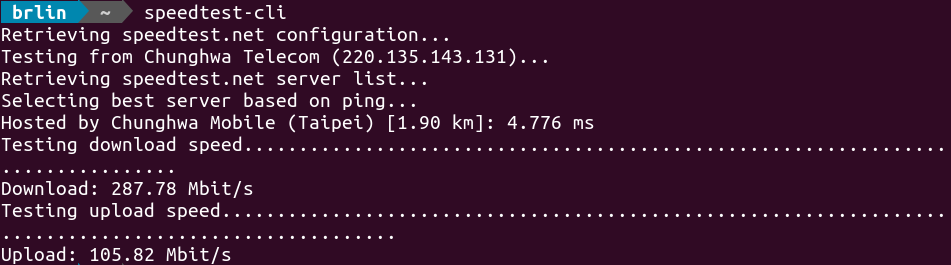 brlin ~ speedtest-cli
Retrieving speedtest.net configuration...
Testing from Chunghwa Telecom (220.135.143.131)...
Retrieving speedtest.net server list...
Selecting best server based on ping...
Hosted by Chunghwa Mobile (Taipei) [1.90 km]: 4.776 ms
Testing download speed................................................................
................
Download: 287.78 Mbit/s
Testing upload speed..................................................................
....................................
Upload: 105.82 Mbit/s